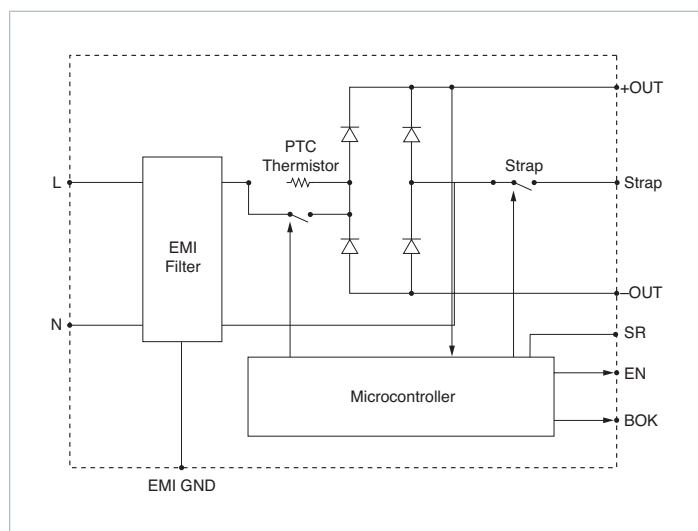 +OUT
PTC
Thermistor
Strap
L
Strap
EMI
Filter
–OUT
N
SR
EN
Microcontroller
BOK
EMI GND